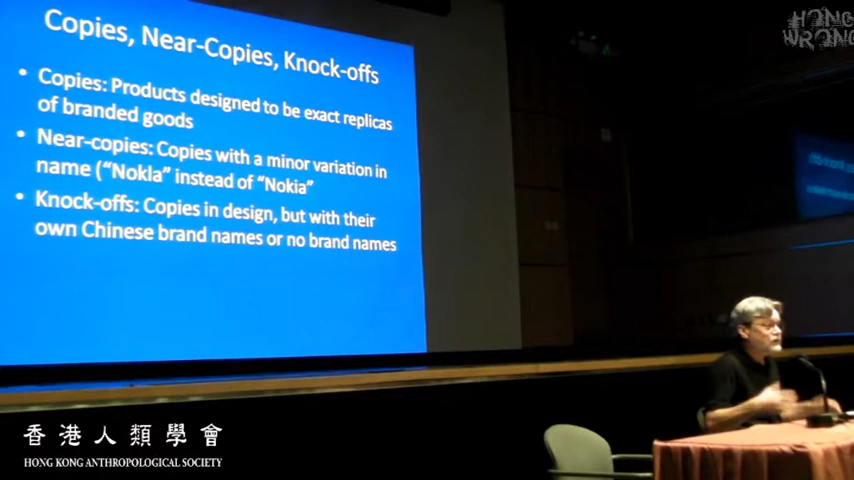 Copies, Near-Copies, Knock-offs
• Copies: Products designed to be exact replicas
of branded goods
• Near-copies: Copies with a minor variation in
name (“Nokla” instead of “Nokia”
• Knock-offs: Copies in design, but with their
own Chinese brand names or no brand names
HONG
WRONG
香港人類學會
HONG KONG ANTHROPOLOGICAL SOCIETY